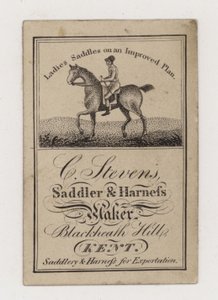 Ladies Saddles on an Improved Plan.
C. Stevens,
Saddler & Harneſs
Maker.
Blackheath Hill,
KENT.
Saddlery & Harneſs for Exportation.